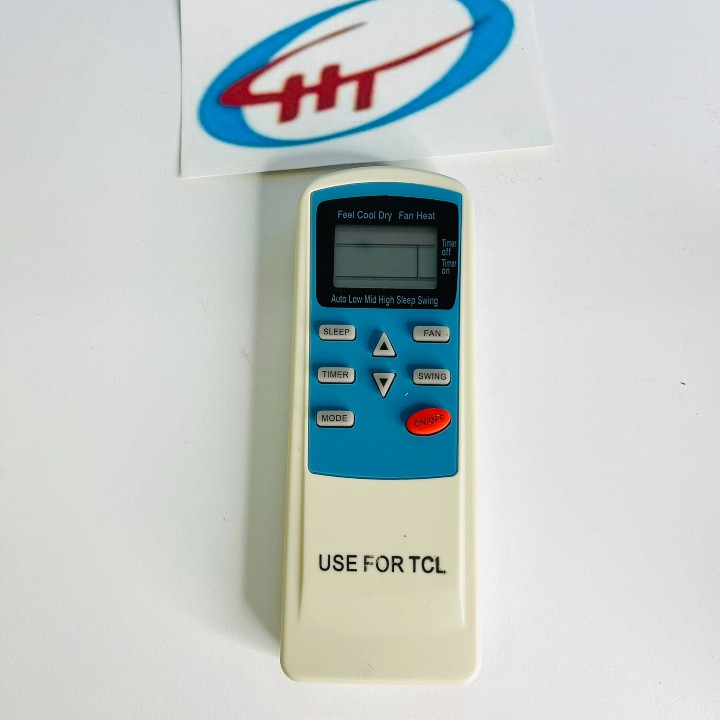 CHT
Feel Cool Dry Fan Heat
Timer
off
Timer
on
Auto Low Mid High Sleep Swing
SLEEP
FAN
TIMER
SWING
MODE
ON/OFF
USE FOR TCL